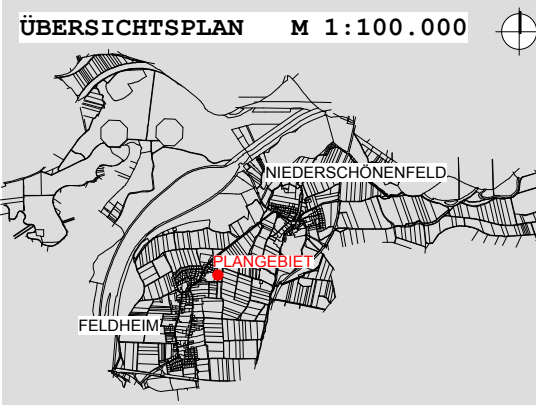 ÜBERSICHTSPLAN M 1:100.000
NIEDERSCHÖNENFELD
PLANGEBIET
FELDHEIM